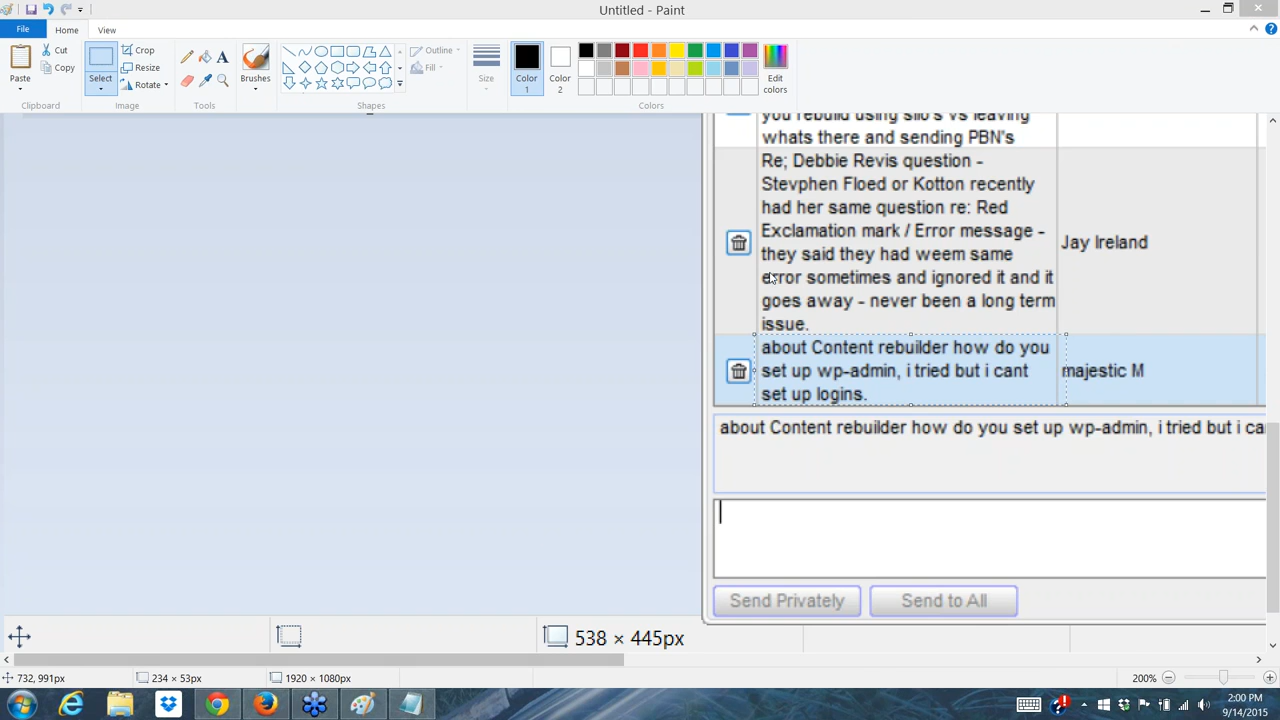 Untitled - Paint
File
Home
View
Paste
Cut
Copy
Clipboard
Select
Crop
Resize
Rotate
Image
Tools
Brushes
Outline
Fill
Shapes
Size
Color
1
Color
2
Edit
colors
Colors
you rebuild using silo's vs leaving
whats there and sending PBN's
Re; Debbie Revis question -
Stevphen Floed or Kotton recently
had her same question re: Red
Exclamation mark / Error message -
they said they had weem same
error sometimes and ignored it and it
goes away - never been a long term
issue.
Jay Ireland
about Content rebuilder how do you
set up wp-admin, i tried but i cant
set up logins.
majestic M
about Content rebuilder how do you set up wp-admin, i tried but i ca
Send Privately
Send to All
538 × 445px
732, 991px
234 × 53px
1920 × 1080px
200%
2:00 PM
9/14/2015